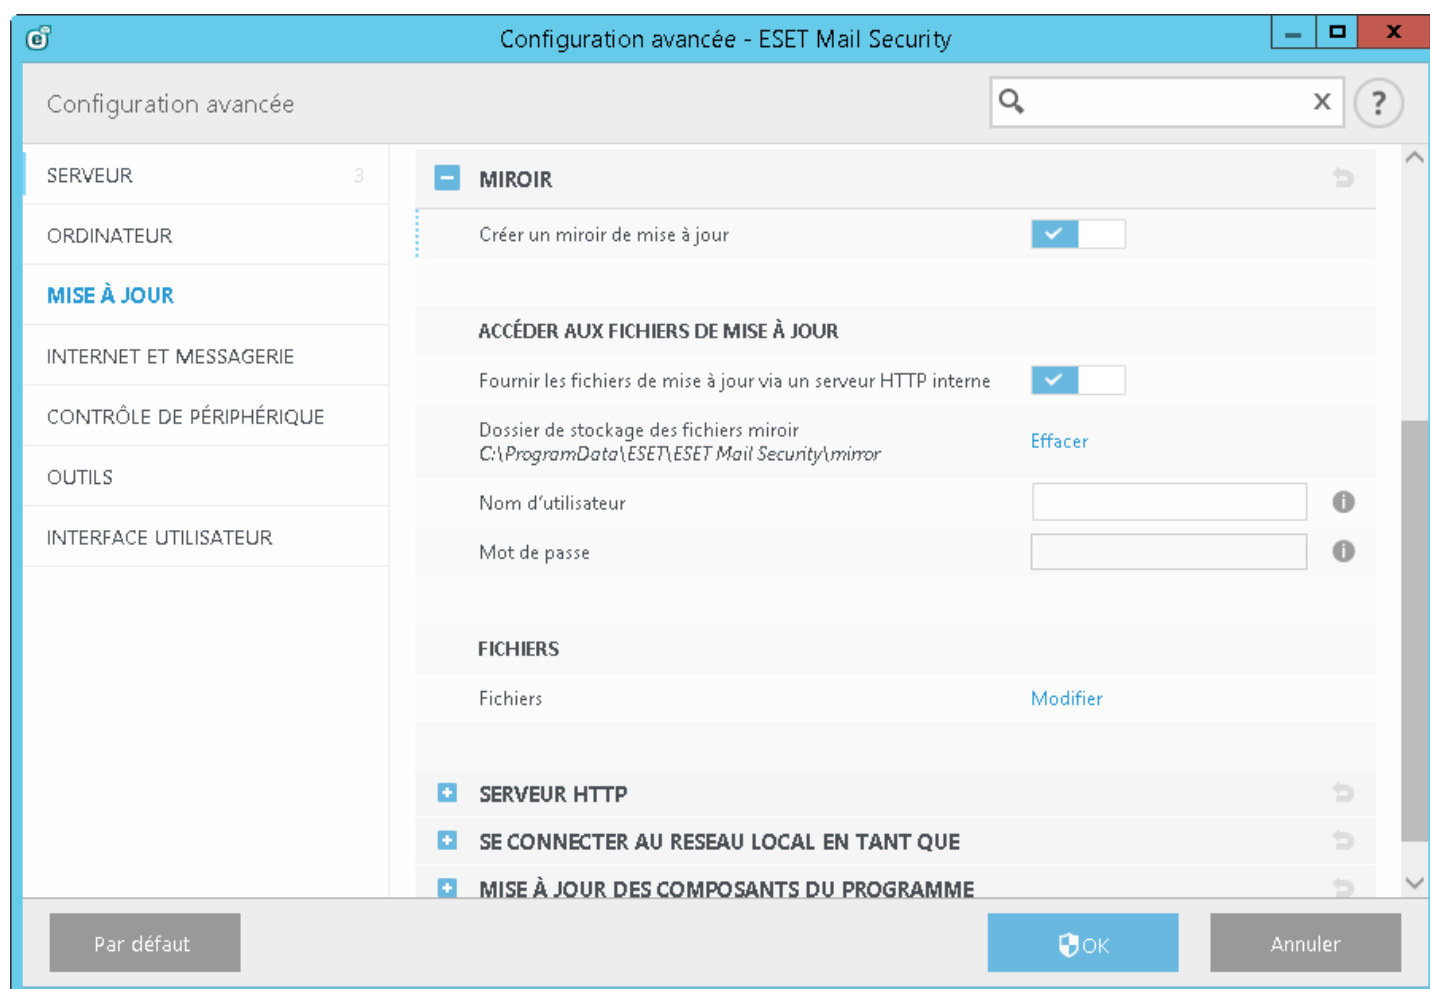 Configuration avancée - ESET Mail Security
Configuration avancée
SERVEUR 3
ORDINATEUR
MISE À JOUR
INTERNET ET MESSAGERIE
CONTRÔLE DE PÉRIPHÉRIQUE
OUTILS
INTERFACE UTILISATEUR
MIROIR
Créer un miroir de mise à jour
ACCÉDER AUX FICHIERS DE MISE À JOUR
Fournir les fichiers de mise à jour via un serveur HTTP interne
Dossier de stockage des fichiers miroir
C:\ProgramData\ESET\ESET Mail Security\mirror
Effacer
Nom d'utilisateur
Mot de passe
FICHIERS
Fichiers Modifier
SERVEUR HTTP
SE CONNECTER AU RESEAU LOCAL EN TANT QUE
MISE À JOUR DES COMPOSANTS DU PROGRAMME
Par défaut
OK
Annuler